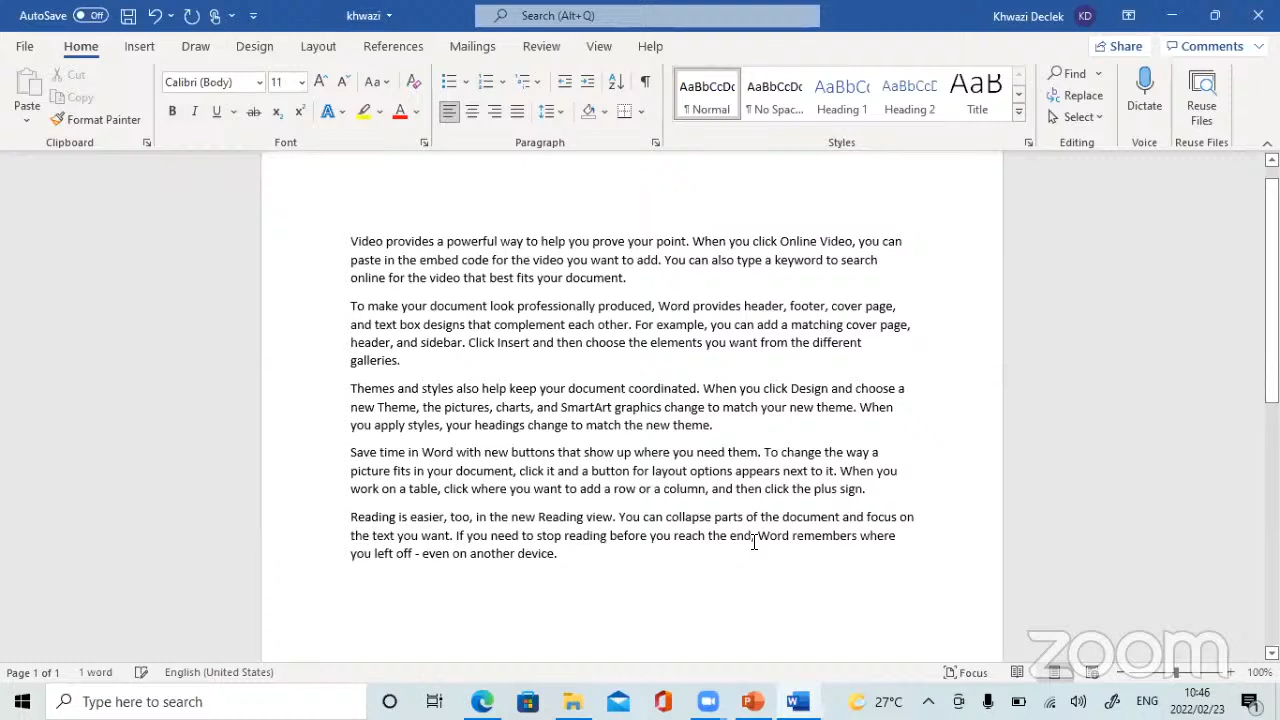 AutoSave Off khwazi Search (Alt+Q) Khwazi Declek KD
File Home Insert Draw Design Layout References Mailings Review View Help Share Comments
Paste Cut Copy Format Painter
Calibri (Body) 11 Aa
AaBbCcDc AaBbCcDc AaBbCc AaBbCcD AaB
¶ Normal ¶ No Spac... Heading 1 Heading 2 Title
Find Replace Select
Dictate
Reuse Files
Clipboard Font Paragraph Styles Editing Voice Reuse Files
Video provides a powerful way to help you prove your point. When you click Online Video, you can
paste in the embed code for the video you want to add. You can also type a keyword to search
online for the video that best fits your document.
To make your document look professionally produced, Word provides header, footer, cover page,
and text box designs that complement each other. For example, you can add a matching cover page,
header, and sidebar. Click Insert and then choose the elements you want from the different
galleries.
Themes and styles also help keep your document coordinated. When you click Design and choose a
new Theme, the pictures, charts, and SmartArt graphics change to match your new theme. When
you apply styles, your headings change to match the new theme.
Save time in Word with new buttons that show up where you need them. To change the way a
picture fits in your document, click it and a button for layout options appears next to it. When you
work on a table, click where you want to add a row or a column, and then click the plus sign.
Reading is easier, too, in the new Reading view. You can collapse parts of the document and focus on
the text you want. If you need to stop reading before you reach the end, Word remembers where
you left off - even on another device.
zoom
Page 1 of 1 1 word English (United States) Focus 100%
Type here to search 27°C ENG 10:46
2022/02/23